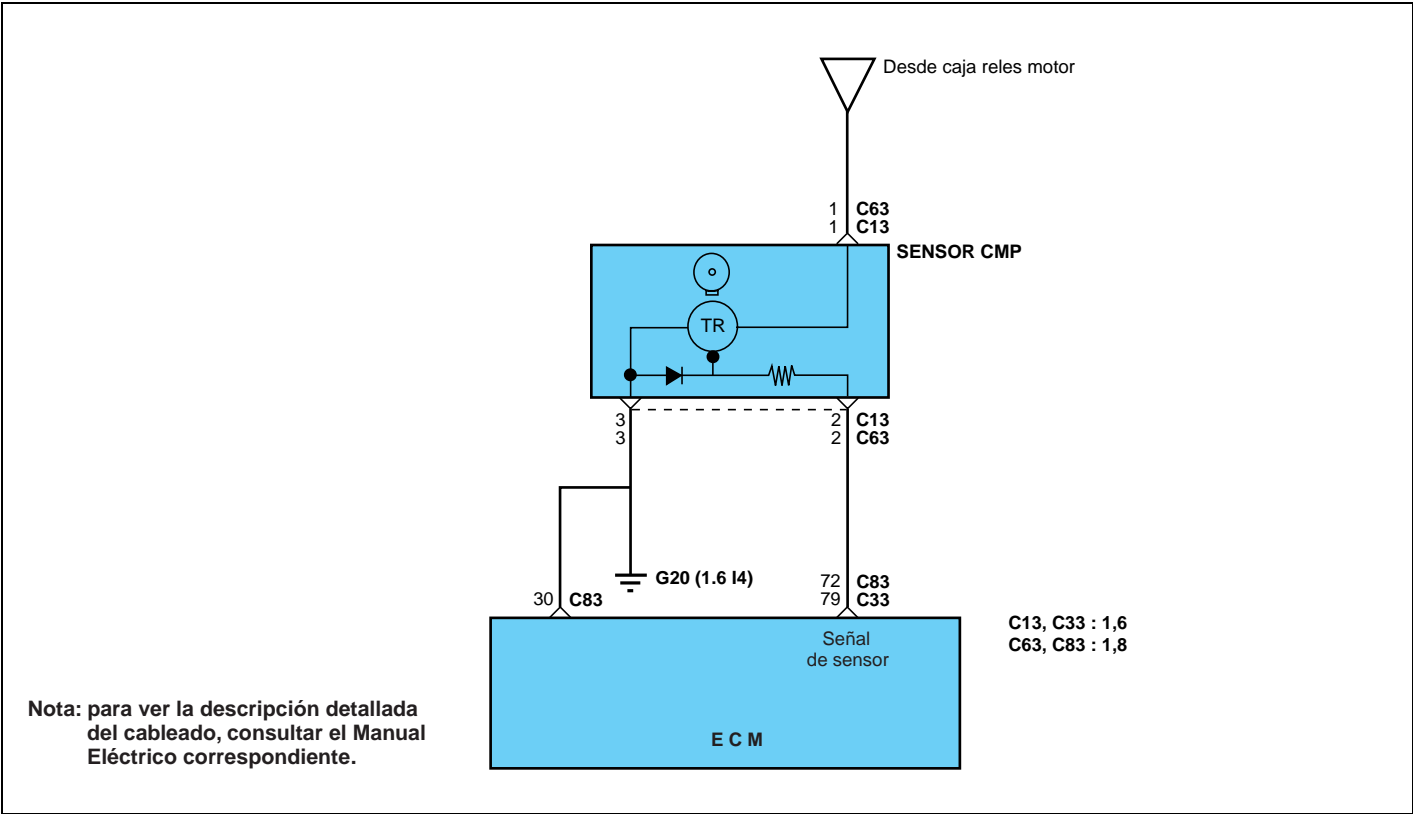 Desde caja reles motor
1 C63
1 C13
SENSOR CMP
TR
3 2 C13
3 2 C63
G20 (1.6 I4)
72 C83
30 C83 79 C33
Señal
de sensor
C13, C33 : 1,6
C63, C83 : 1,8
E C M
Nota: para ver la descripción detallada
del cableado, consultar el Manual
Eléctrico correspondiente.